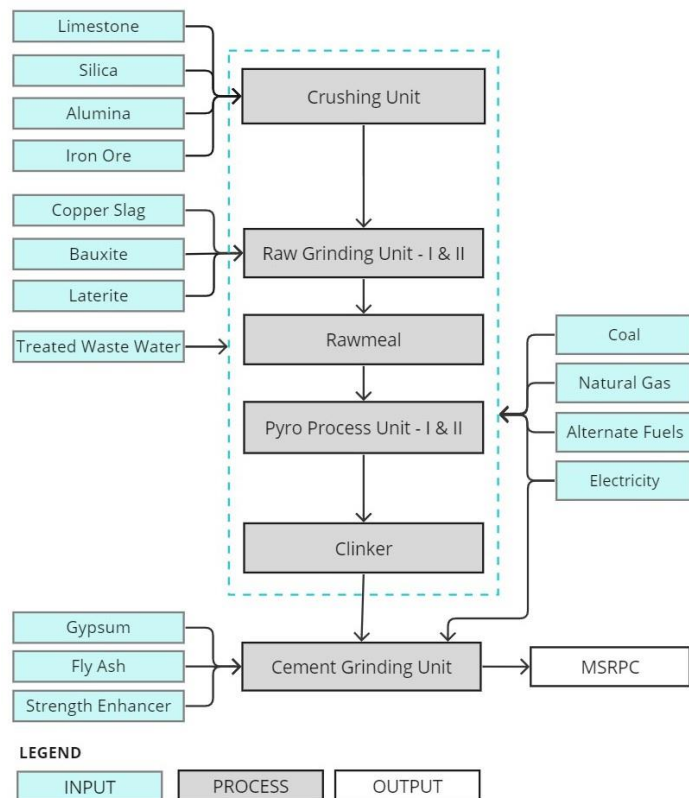 Limestone
Silica
Alumina
Iron Ore
Crushing Unit
Copper Slag
Bauxite
Laterite
Raw Grinding Unit - I & II
Treated Waste Water
Rawmeal
Coal
Natural Gas
Alternate Fuels
Electricity
Pyro Process Unit - I & II
Clinker
Gypsum
Fly Ash
Strength Enhancer
Cement Grinding Unit
MSRPC
LEGEND
INPUT
PROCESS
OUTPUT